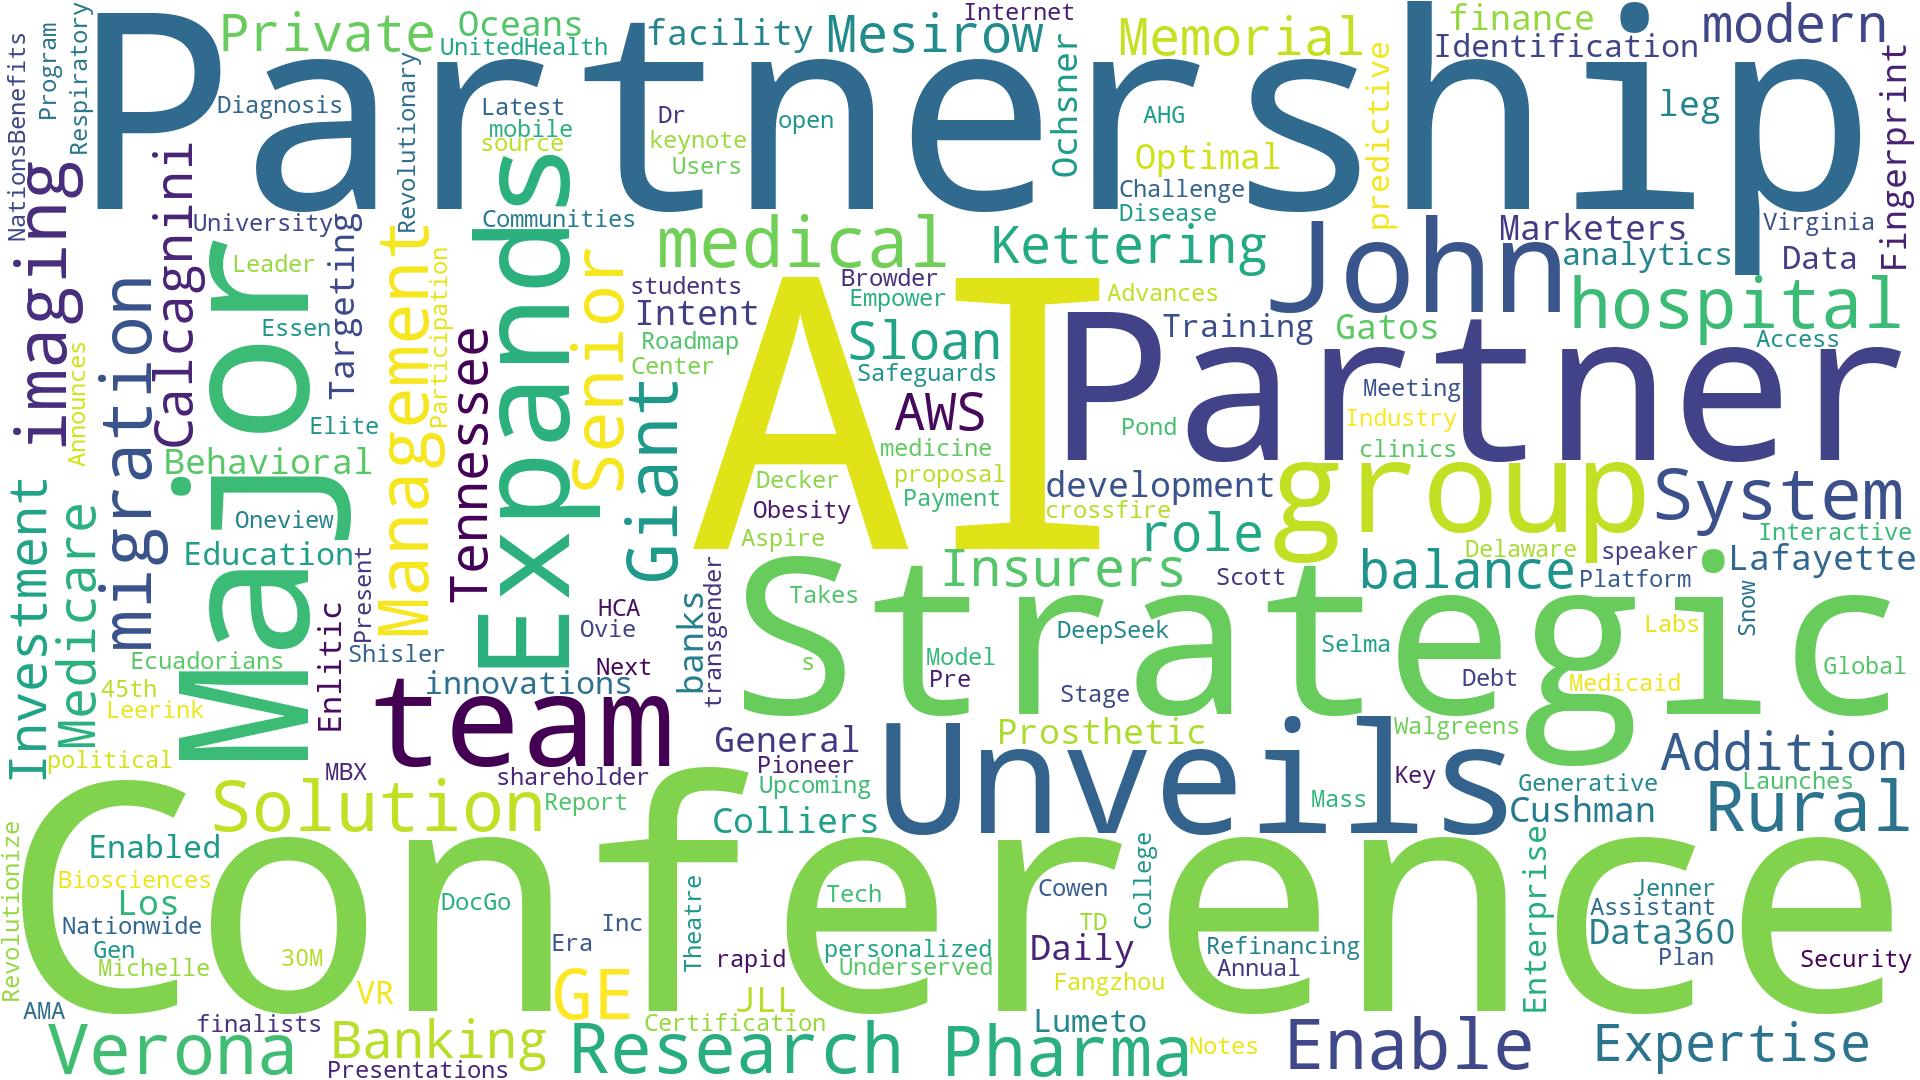 Partnership
Private
Oceans
UnitedHealth
facility
Mesirow
Internet
Memorial
finance
Identification
modern
NationsBenefits
Program
Respiratory
Diagnosis
Revolutionary
Latest
mobile
source
Dr
keynote
Users
open
Ochsner
AHG
Optimal
Challenge
Disease
predictive
leg
Fingerprint
imaging
Calcagnini
University
Targeting
Communities
medical
Kettering
John
Marketers
analytics
Virginia
Data
Major
Leader
Essen
Management
Participation
Expands
Senior
students
Intent
Roadmap
Center
Browder
Empower
Sloan
Safeguards
AI
Advances
Training
Gatos
hospital
Access
Partner
migration
Announces
Elite
Behavioral
Tennessee
Giant
AWS
medicine
proposal
Payment
Pond
Meeting
Industry
clinics
Decker
Obesity
Aspire
development
crossfire
role
group
System
Interactive
Investment
Medicare
Oneview
Education
Present
Insurers
Scott
balance
Delaware
speaker
Platform
Lafayette
Enlitic
Shisler
HCA
Ovie
Next
banks
transgender
Takes
s
Strategic
DeepSeek
Model
Pre
Stage
Selma
Debt
Labs
Medicaid
Snow
Global
Ecuadorians
45th
Leerink
political
innovations
team
MBX
shareholder
Report
General
Pioneer
Upcoming
Colliers
Prosthetic
Unveils
Walgreens
Key
Mass
Generative
Cushman
Addition
Launches
Rural
Conference
Solution
Revolutionize
Enabled
Biosciences
Los
Nationwide
Gen
Michelle
AMA
30M
VR
DocGo
Era
Inc
GE
Theatre
rapid
JLL
Tech
personalized
Underserved
Cowen
TD
Daily
Fangzhou
College
Refinancing
Annual
Enterprise
Jenner
Assistant
Data360
Plan
Security
Verona
finalists
Banking
Presentations
Research
Certification
Pharma
Lumeto
Notes
Enable
Expertise